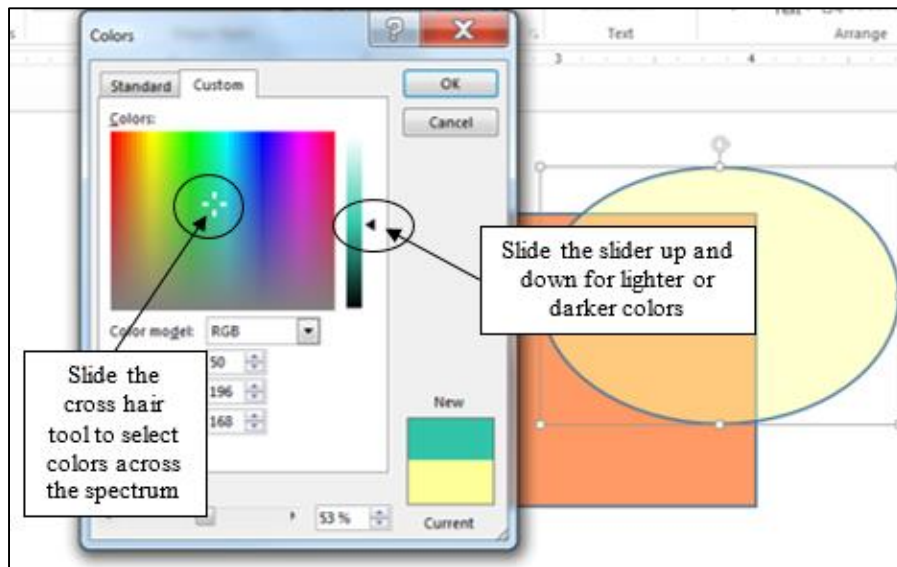 Colors
Text
Arrange
3
4
Standard
Custom
OK
Cancel
Colors:
Color model:
RGB
50
196
168
Slide the slider up and
down for lighter or
darker colors
Slide the
cross hair
tool to select
colors across
the spectrum
New
53 %
Current